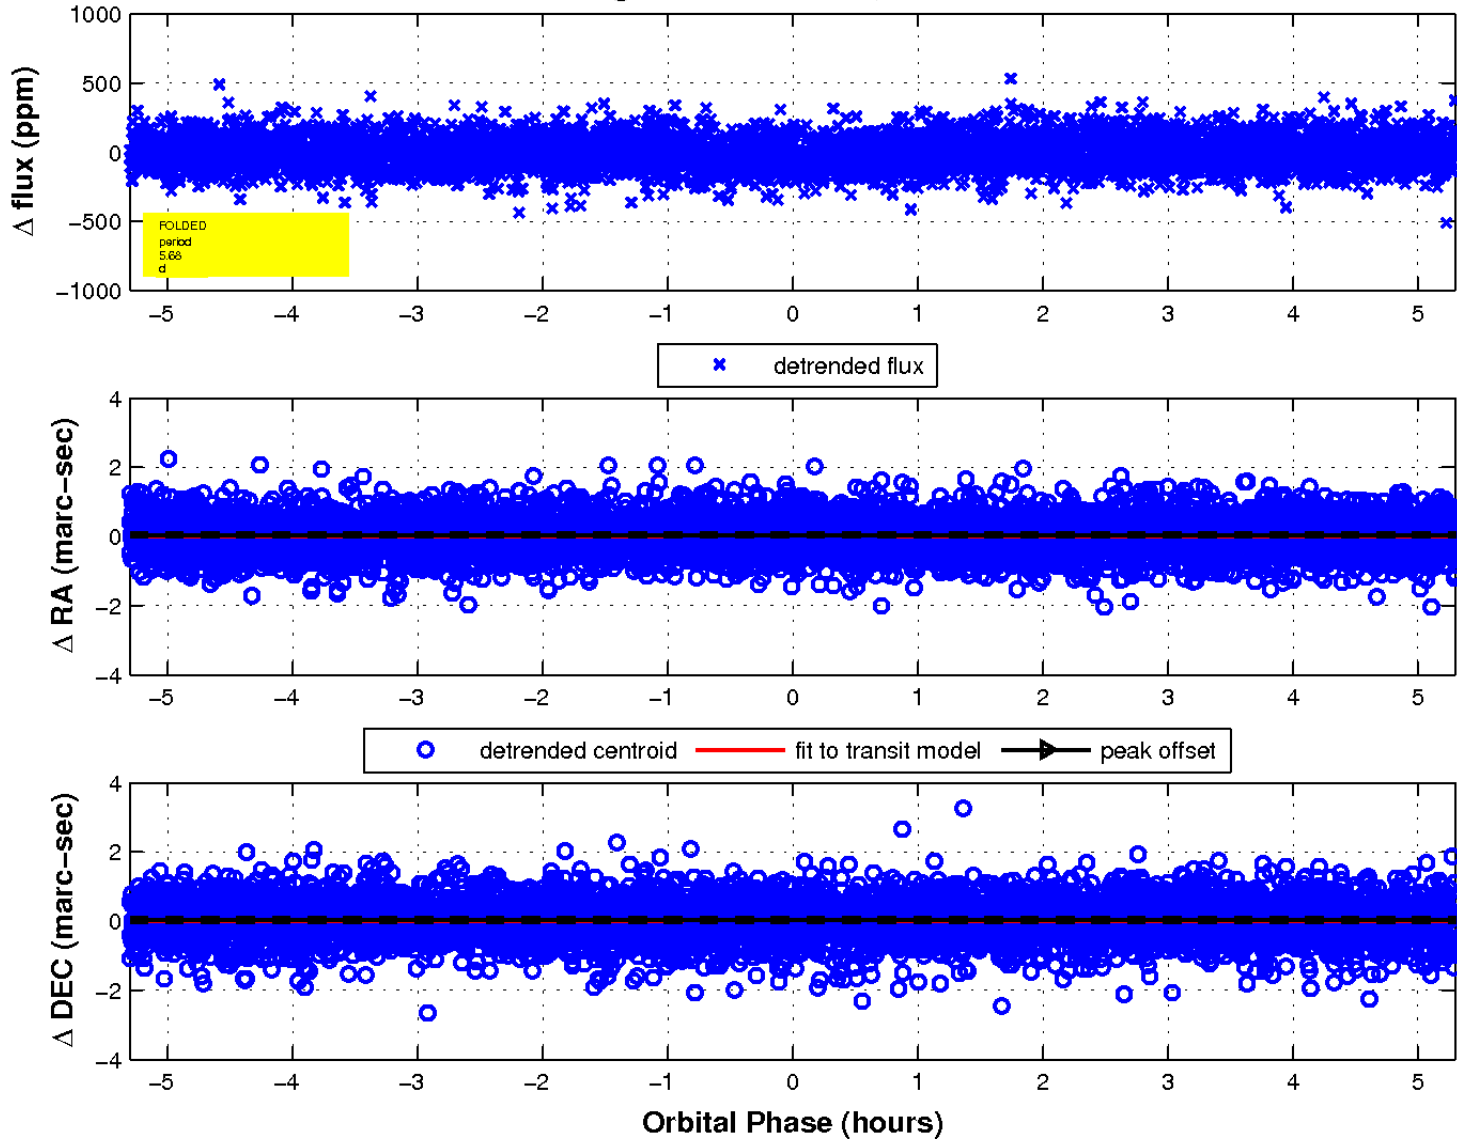 1000
500
0
−500
−1000
Δ flux (ppm)
FOLDED
period
5.68
d
−5 −4 −3 −2 −1 0 1 2 3 4 5
detrended flux
4
2
0
−2
−4
Δ RA (marc−sec)
−5 −4 −3 −2 −1 0 1 2 3 4 5
detrended centroid fit to transit model peak offset
4
2
0
−2
−4
Δ DEC (marc−sec)
−5 −4 −3 −2 −1 0 1 2 3 4 5
Orbital Phase (hours)